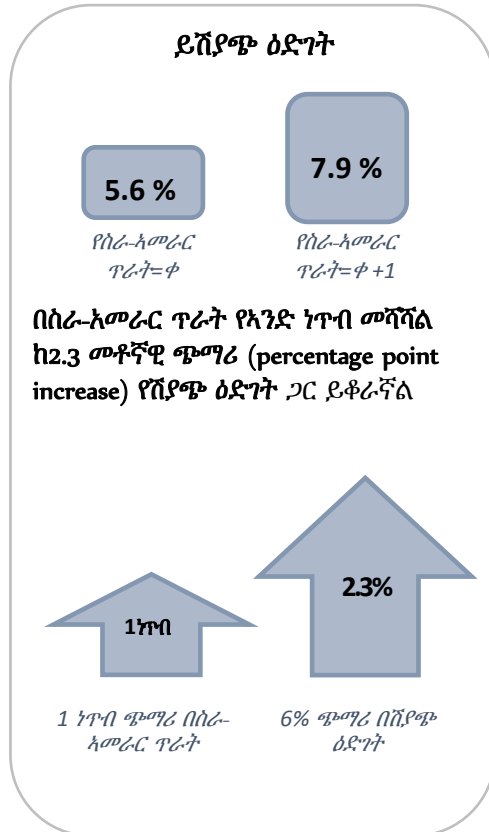 ይሽያጭ ዕድገት
5.6 %
7.9 %
የስራ-ኣመራር
ጥራት=ቀ
የስራ-ኣመራር
ጥራት=ቀ +1
በስራ-አመራር ጥራት የኣንድ ነጥብ መሻሻል
ከ2.3 መቶኛዊ ጭማሪ (percentage point
increase) የሽያጭ ዕድገት ጋር ይቆራኛል
1ነጥብ
2.3%
1 ነጥብ ጭማሪ በስራ-
ኣመራር ጥራት
6% ጭማሪ በሽያጭ
ዕድገት